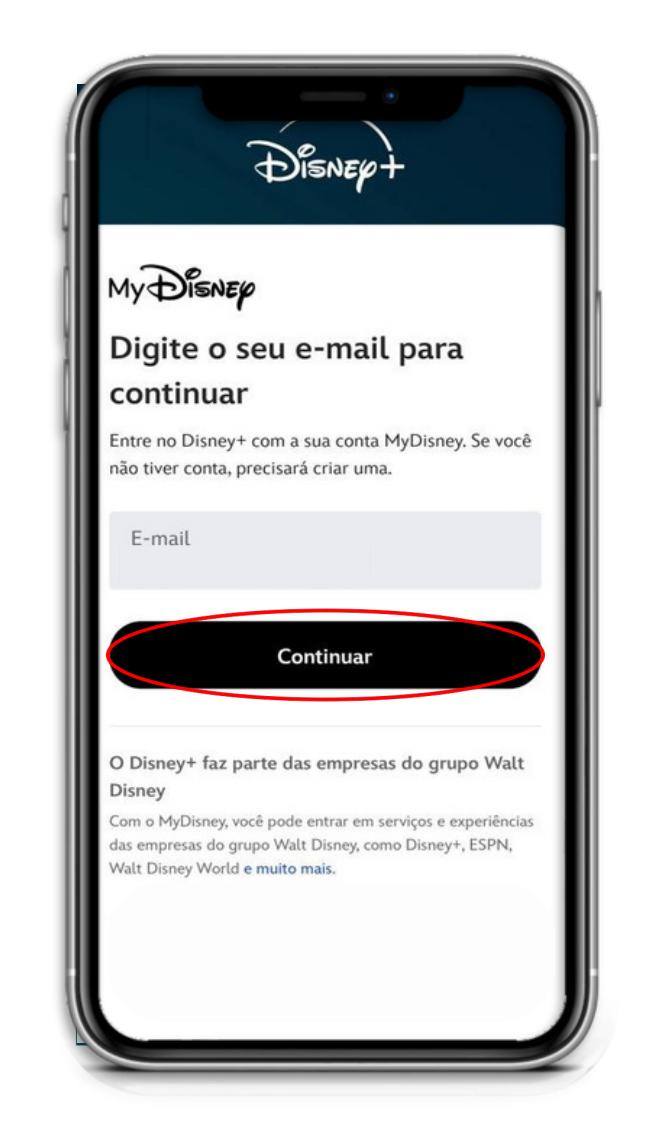 Disney+
My Disney
Digite o seu e-mail para
continuar
Entre no Disney+ com a sua conta MyDisney. Se você
não tiver conta, precisará criar uma.
E-mail
Continuar
O Disney+ faz parte das empresas do grupo Walt
Disney
Com o MyDisney, você pode entrar em serviços e experiências
das empresas do grupo Walt Disney, como Disney+, ESPN,
Walt Disney World e muito mais.